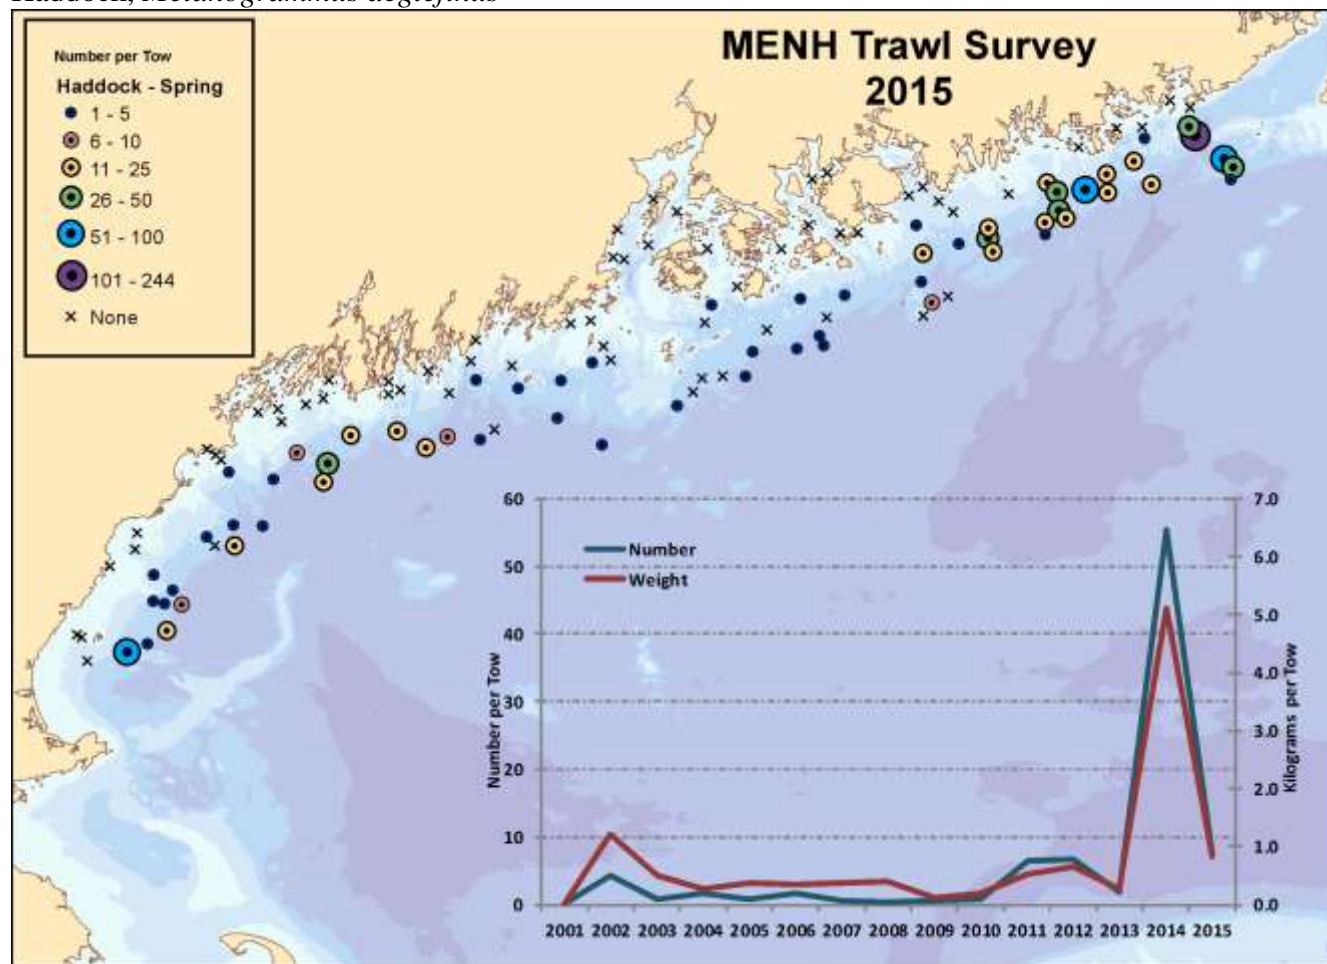 Haddock, Melanogrammus aeglefinus
MENH Trawl Survey
2015
Number per Tow
Haddock - Spring
1 - 5
6 - 10
11 - 25
26 - 50
51 - 100
101 - 244
None
Number
Weight
Number per Tow
60
50
40
30
20
10
0
7.0
6.0
5.0
4.0
3.0
2.0
1.0
0.0
Kilograms per Tow
2001 2002 2003 2004 2005 2006 2007 2008 2009 2010 2011 2012 2013 2014 2015